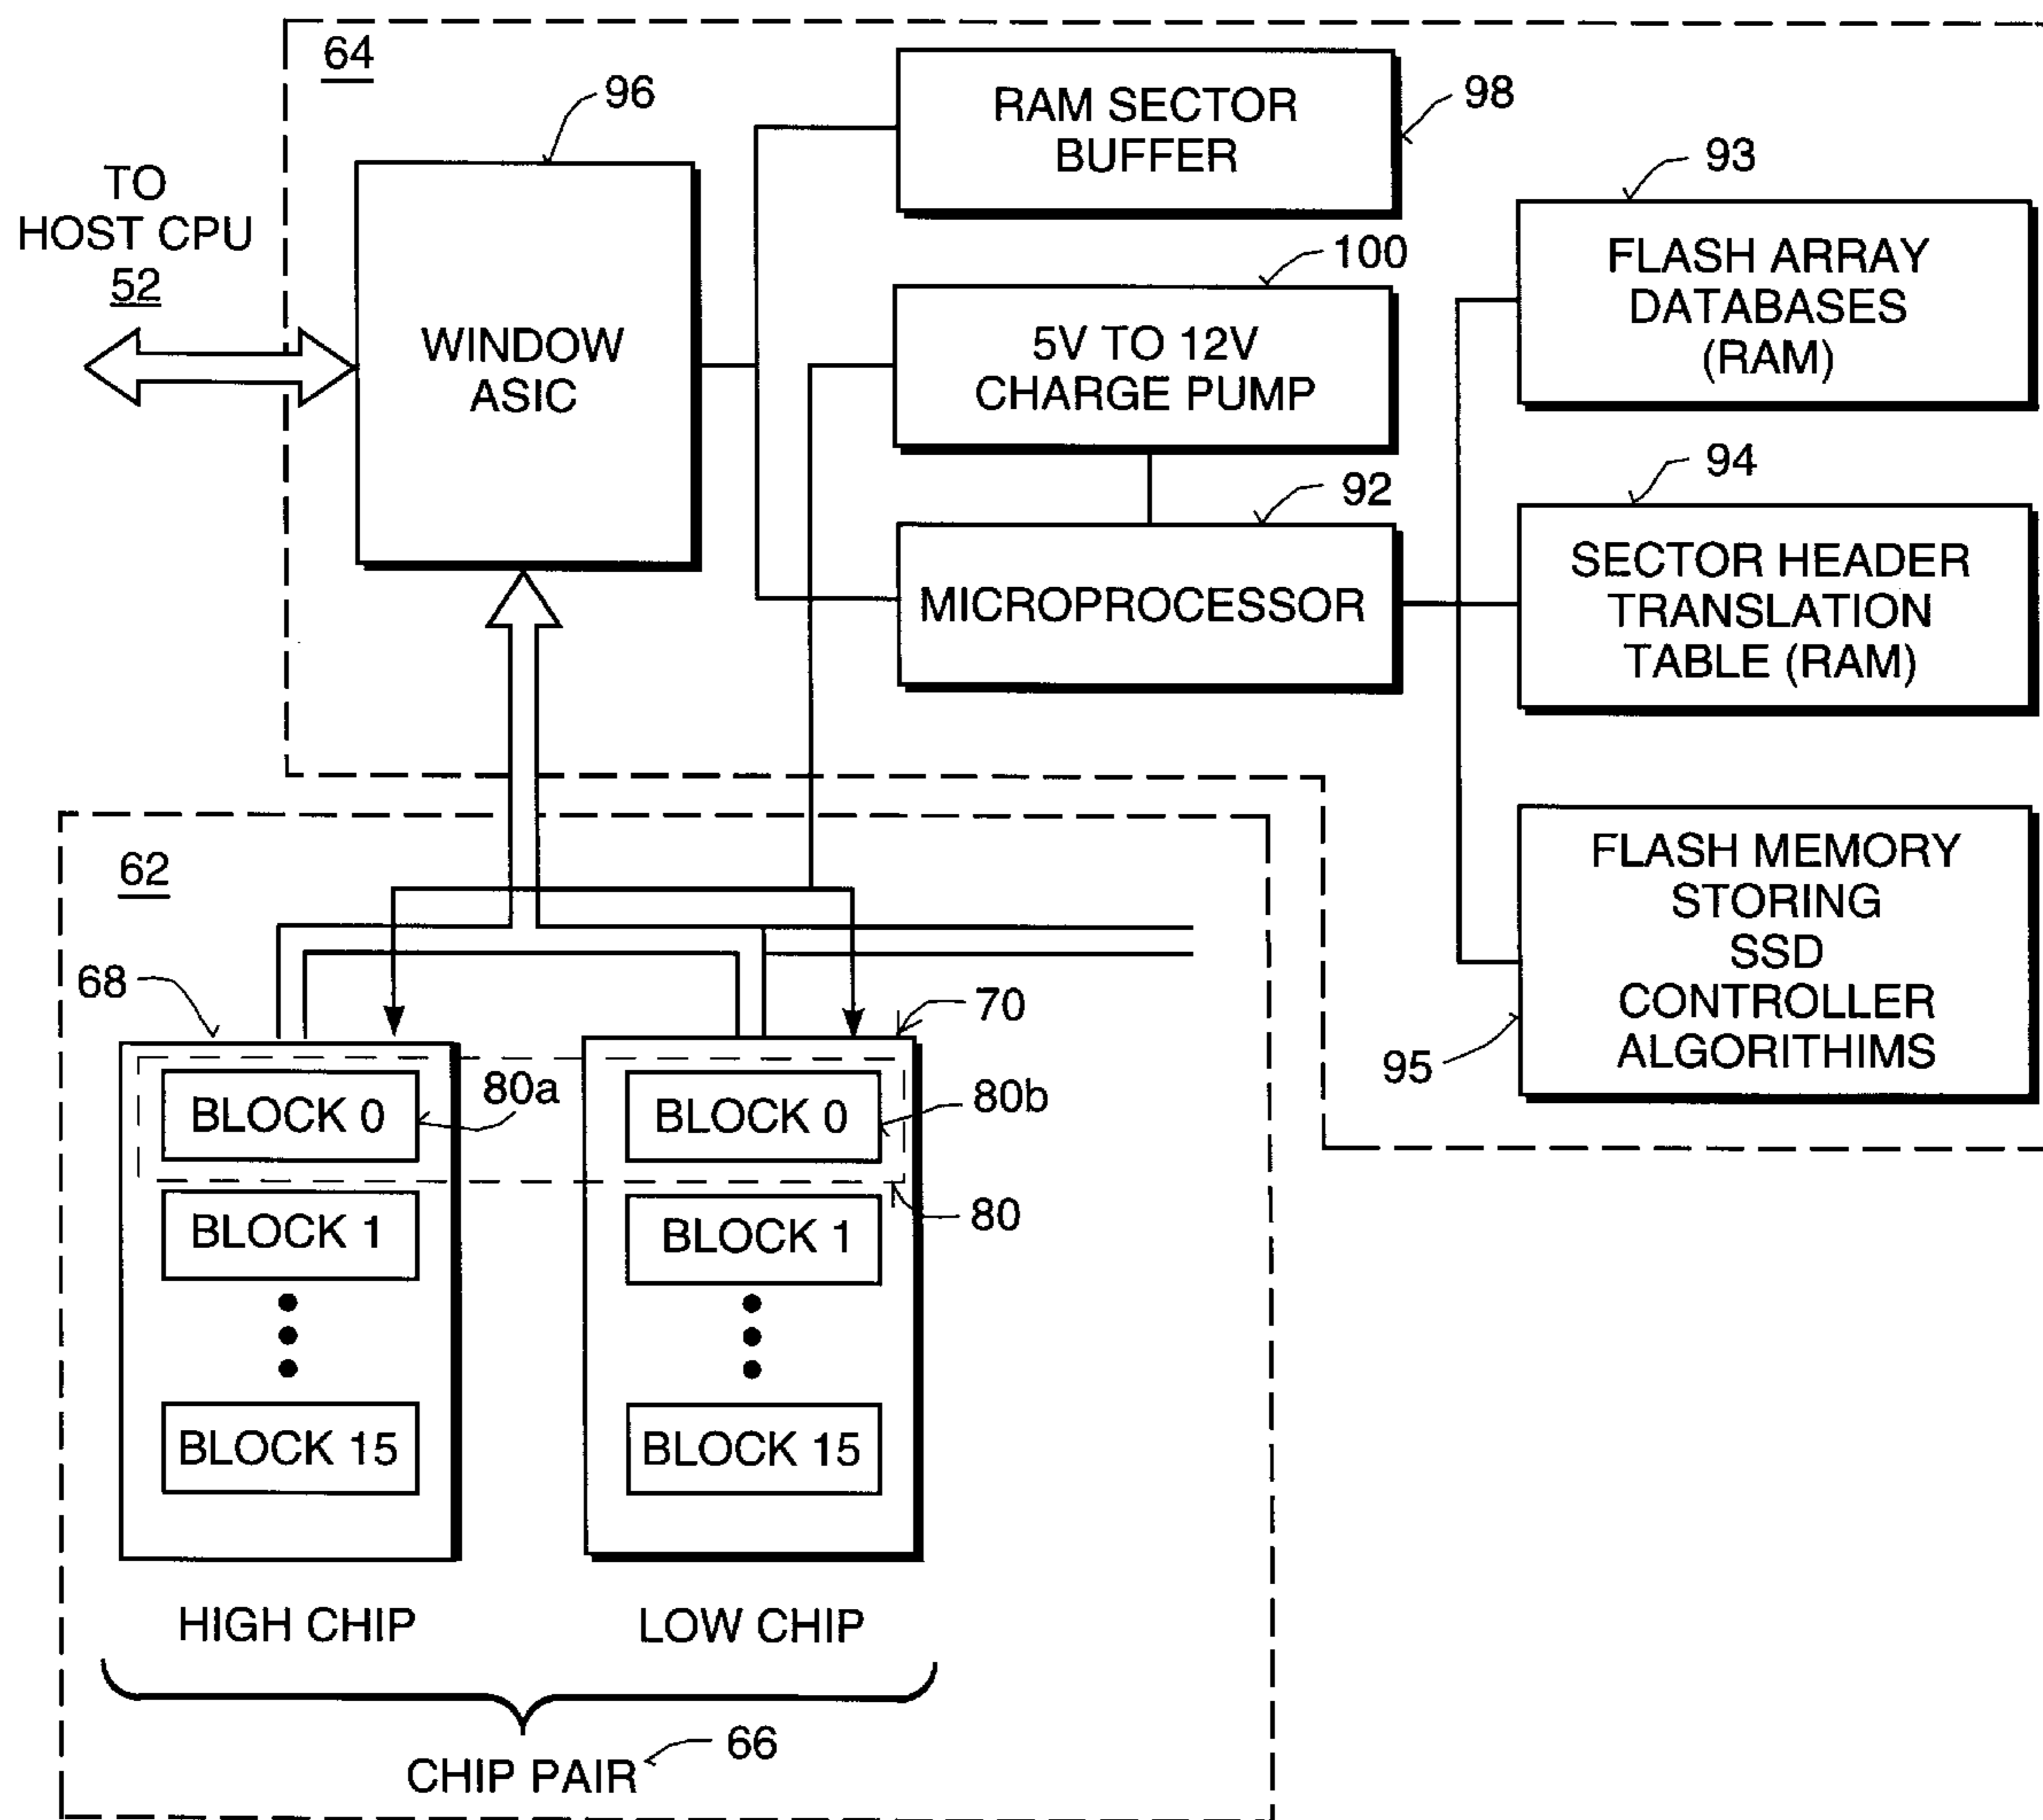 64
96
RAM SECTOR
BUFFER
98
TO
HOST CPU
52
WINDOW
ASIC
100
5V TO 12V
CHARGE PUMP
93
FLASH ARRAY
DATABASES
(RAM)
92
MICROPROCESSOR
94
SECTOR HEADER
TRANSLATION
TABLE (RAM)
FLASH MEMORY
STORING
SSD
CONTROLLER
ALGORITHIMS
95
62
68
70
BLOCK 0
80a
BLOCK 0
80b
80
BLOCK 1
BLOCK 1
BLOCK 15
BLOCK 15
HIGH CHIP
LOW CHIP
CHIP PAIR
66